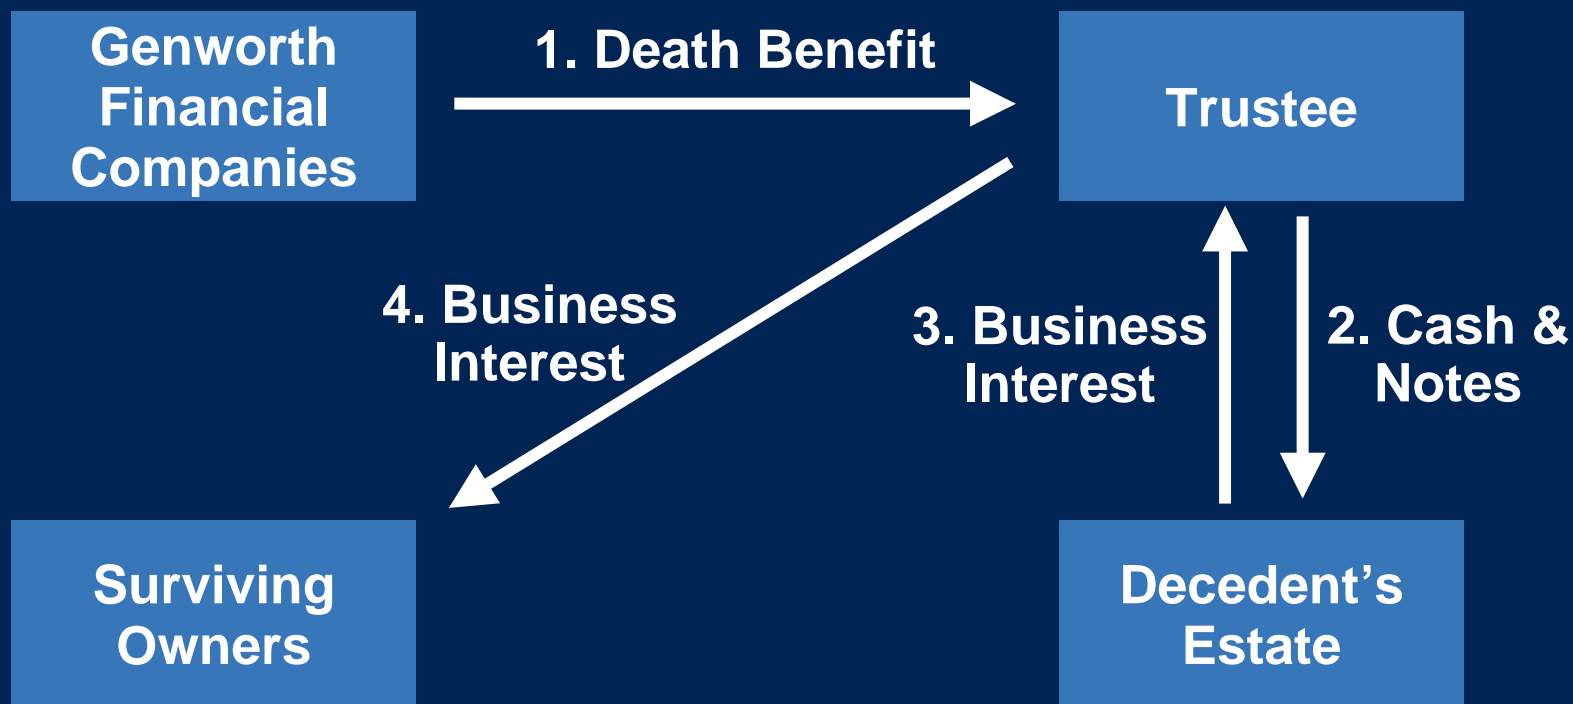 Genworth
Financial
Companies
1. Death Benefit
Trustee
4. Business
Interest
3. Business
Interest
2. Cash &
Notes
Surviving
Owners
Decedent’s
Estate